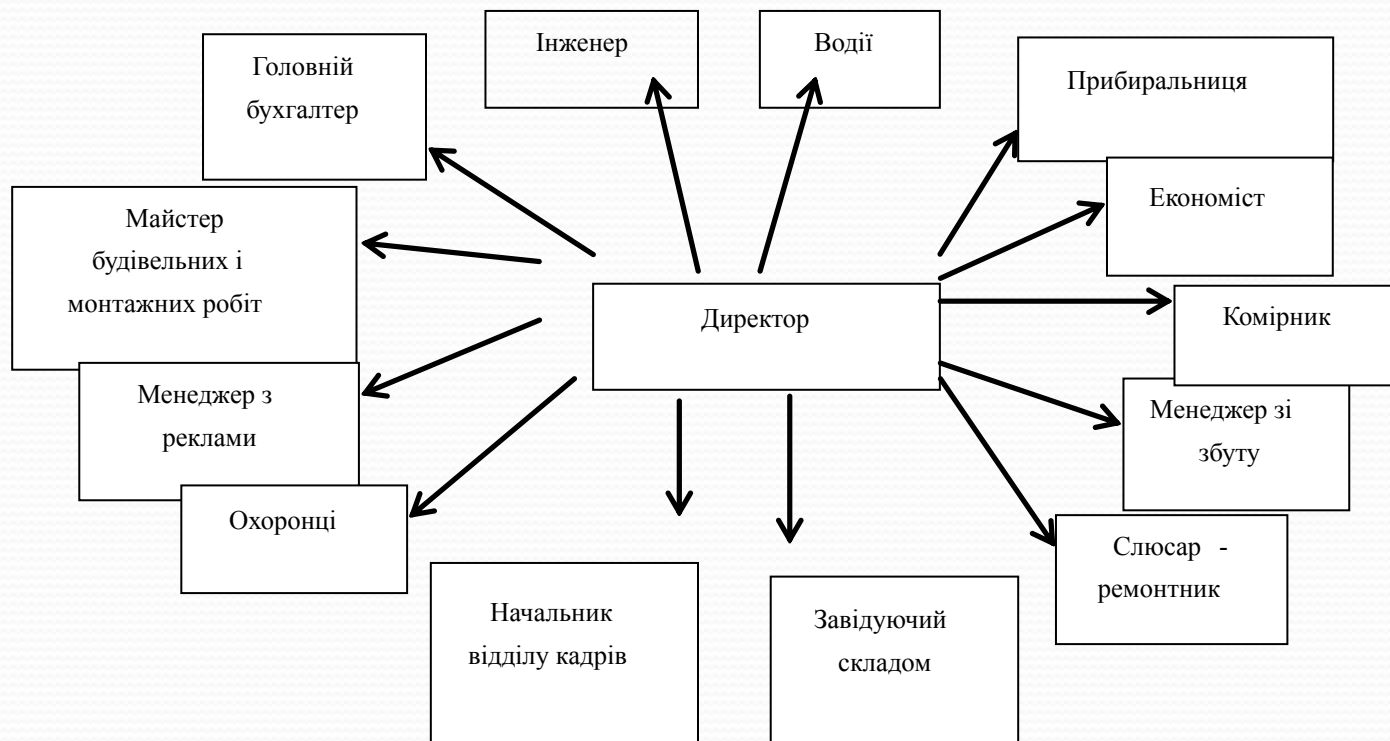 Інженер
Водії
Головній
бухгалтер
Прибиральниця
Економіст
Майстер
будівельних і
монтажних робіт
Директор
Комірник
Менеджер з
реклами
Менеджер зі
збуту
Охоронці
Слюсар -
ремонтник
Начальник
відділу кадрів
Завідуючий
складом